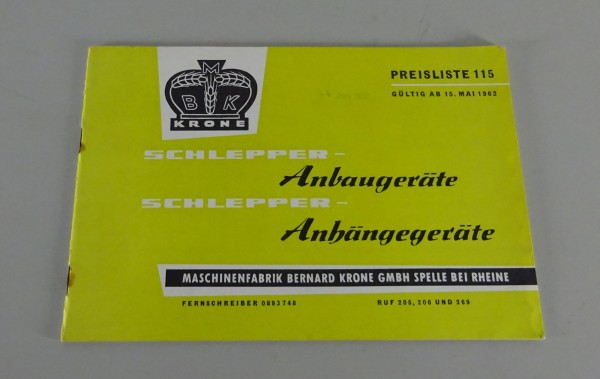 M
B K
KRONE
PREISLISTE 115
GÜLTIG AB 15. MAI 1962
SCHLEPPER-
Anbaugeräte
SCHLEPPER-
Anhängegeräte
MASCHINENFABRIK BERNARD KRONE GMBH SPELLE BEI RHEINE
FERNSCHREIBER 0893748 RUF 205, 206 UND 269